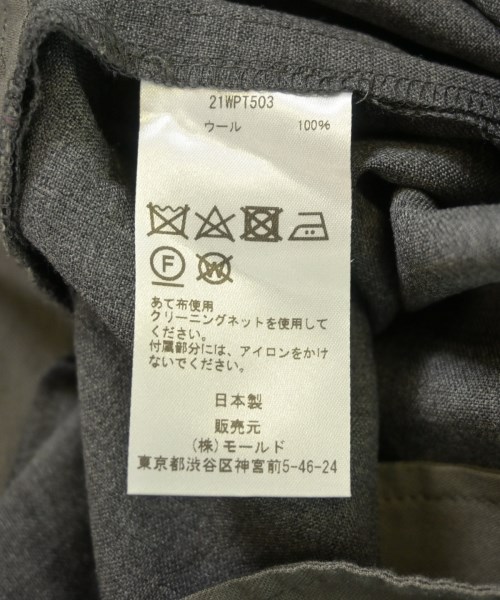 21WPT503
ウール 100%
F W
あて布使用
クリーニングネットを使用して
ください。
付属部分には、アイロンをかけ
ないでください。
日本製
販売元
(株)モールド
東京都渋谷区神宮前5-46-24